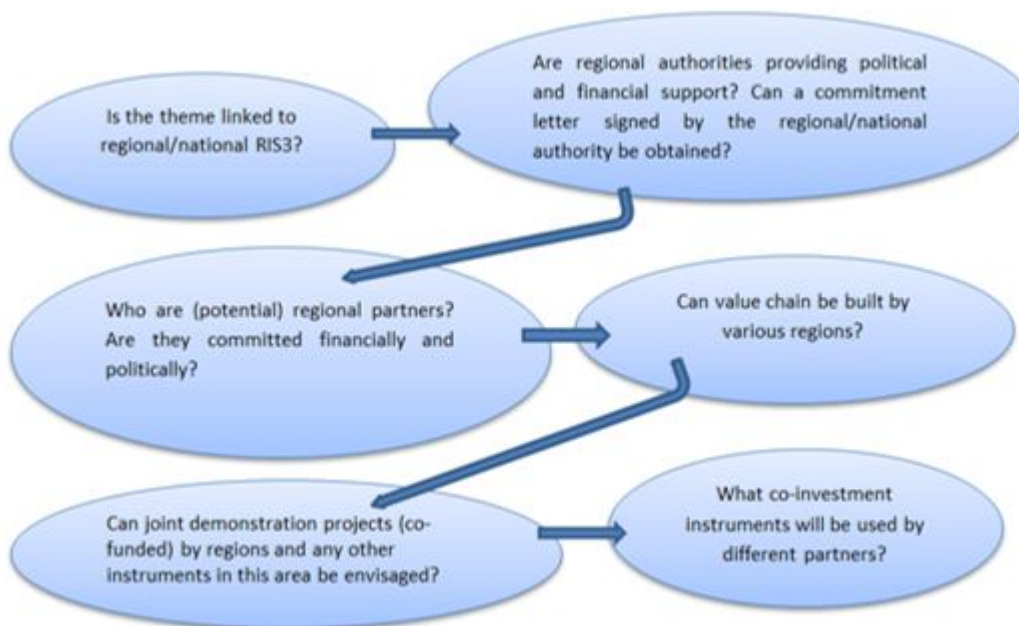 Is the theme linked to
regional/national RIS3?
Are regional authorities providing political
and financial support? Can a commitment
letter signed by the regional/national
authority be obtained?
Who are (potential) regional partners?
Are they committed financially and
politically?
Can value chain be built by
various regions?
Can joint demonstration projects (co-
funded) by regions and any other
instruments in this area be envisaged?
What co-investment
instruments will be used by
different partners?